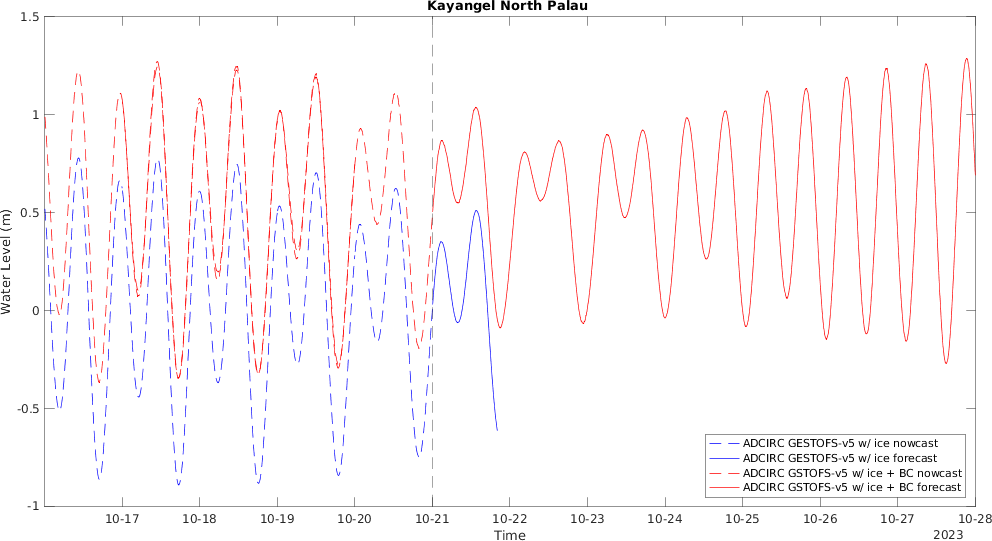 Kayangel North Palau
1.5
1
0.5
0
-0.5
-1
Water Level (m)
10-17 10-18 10-19 10-20 10-21 10-22 10-23 10-24 10-25 10-26 10-27 10-28
Time
2023
ADCIRC GESTOFS-v5 w/ ice nowcast
ADCIRC GESTOFS-v5 w/ ice forecast
ADCIRC GSTOFS-v5 w/ ice + BC nowcast
ADCIRC GSTOFS-v5 w/ ice + BC forecast